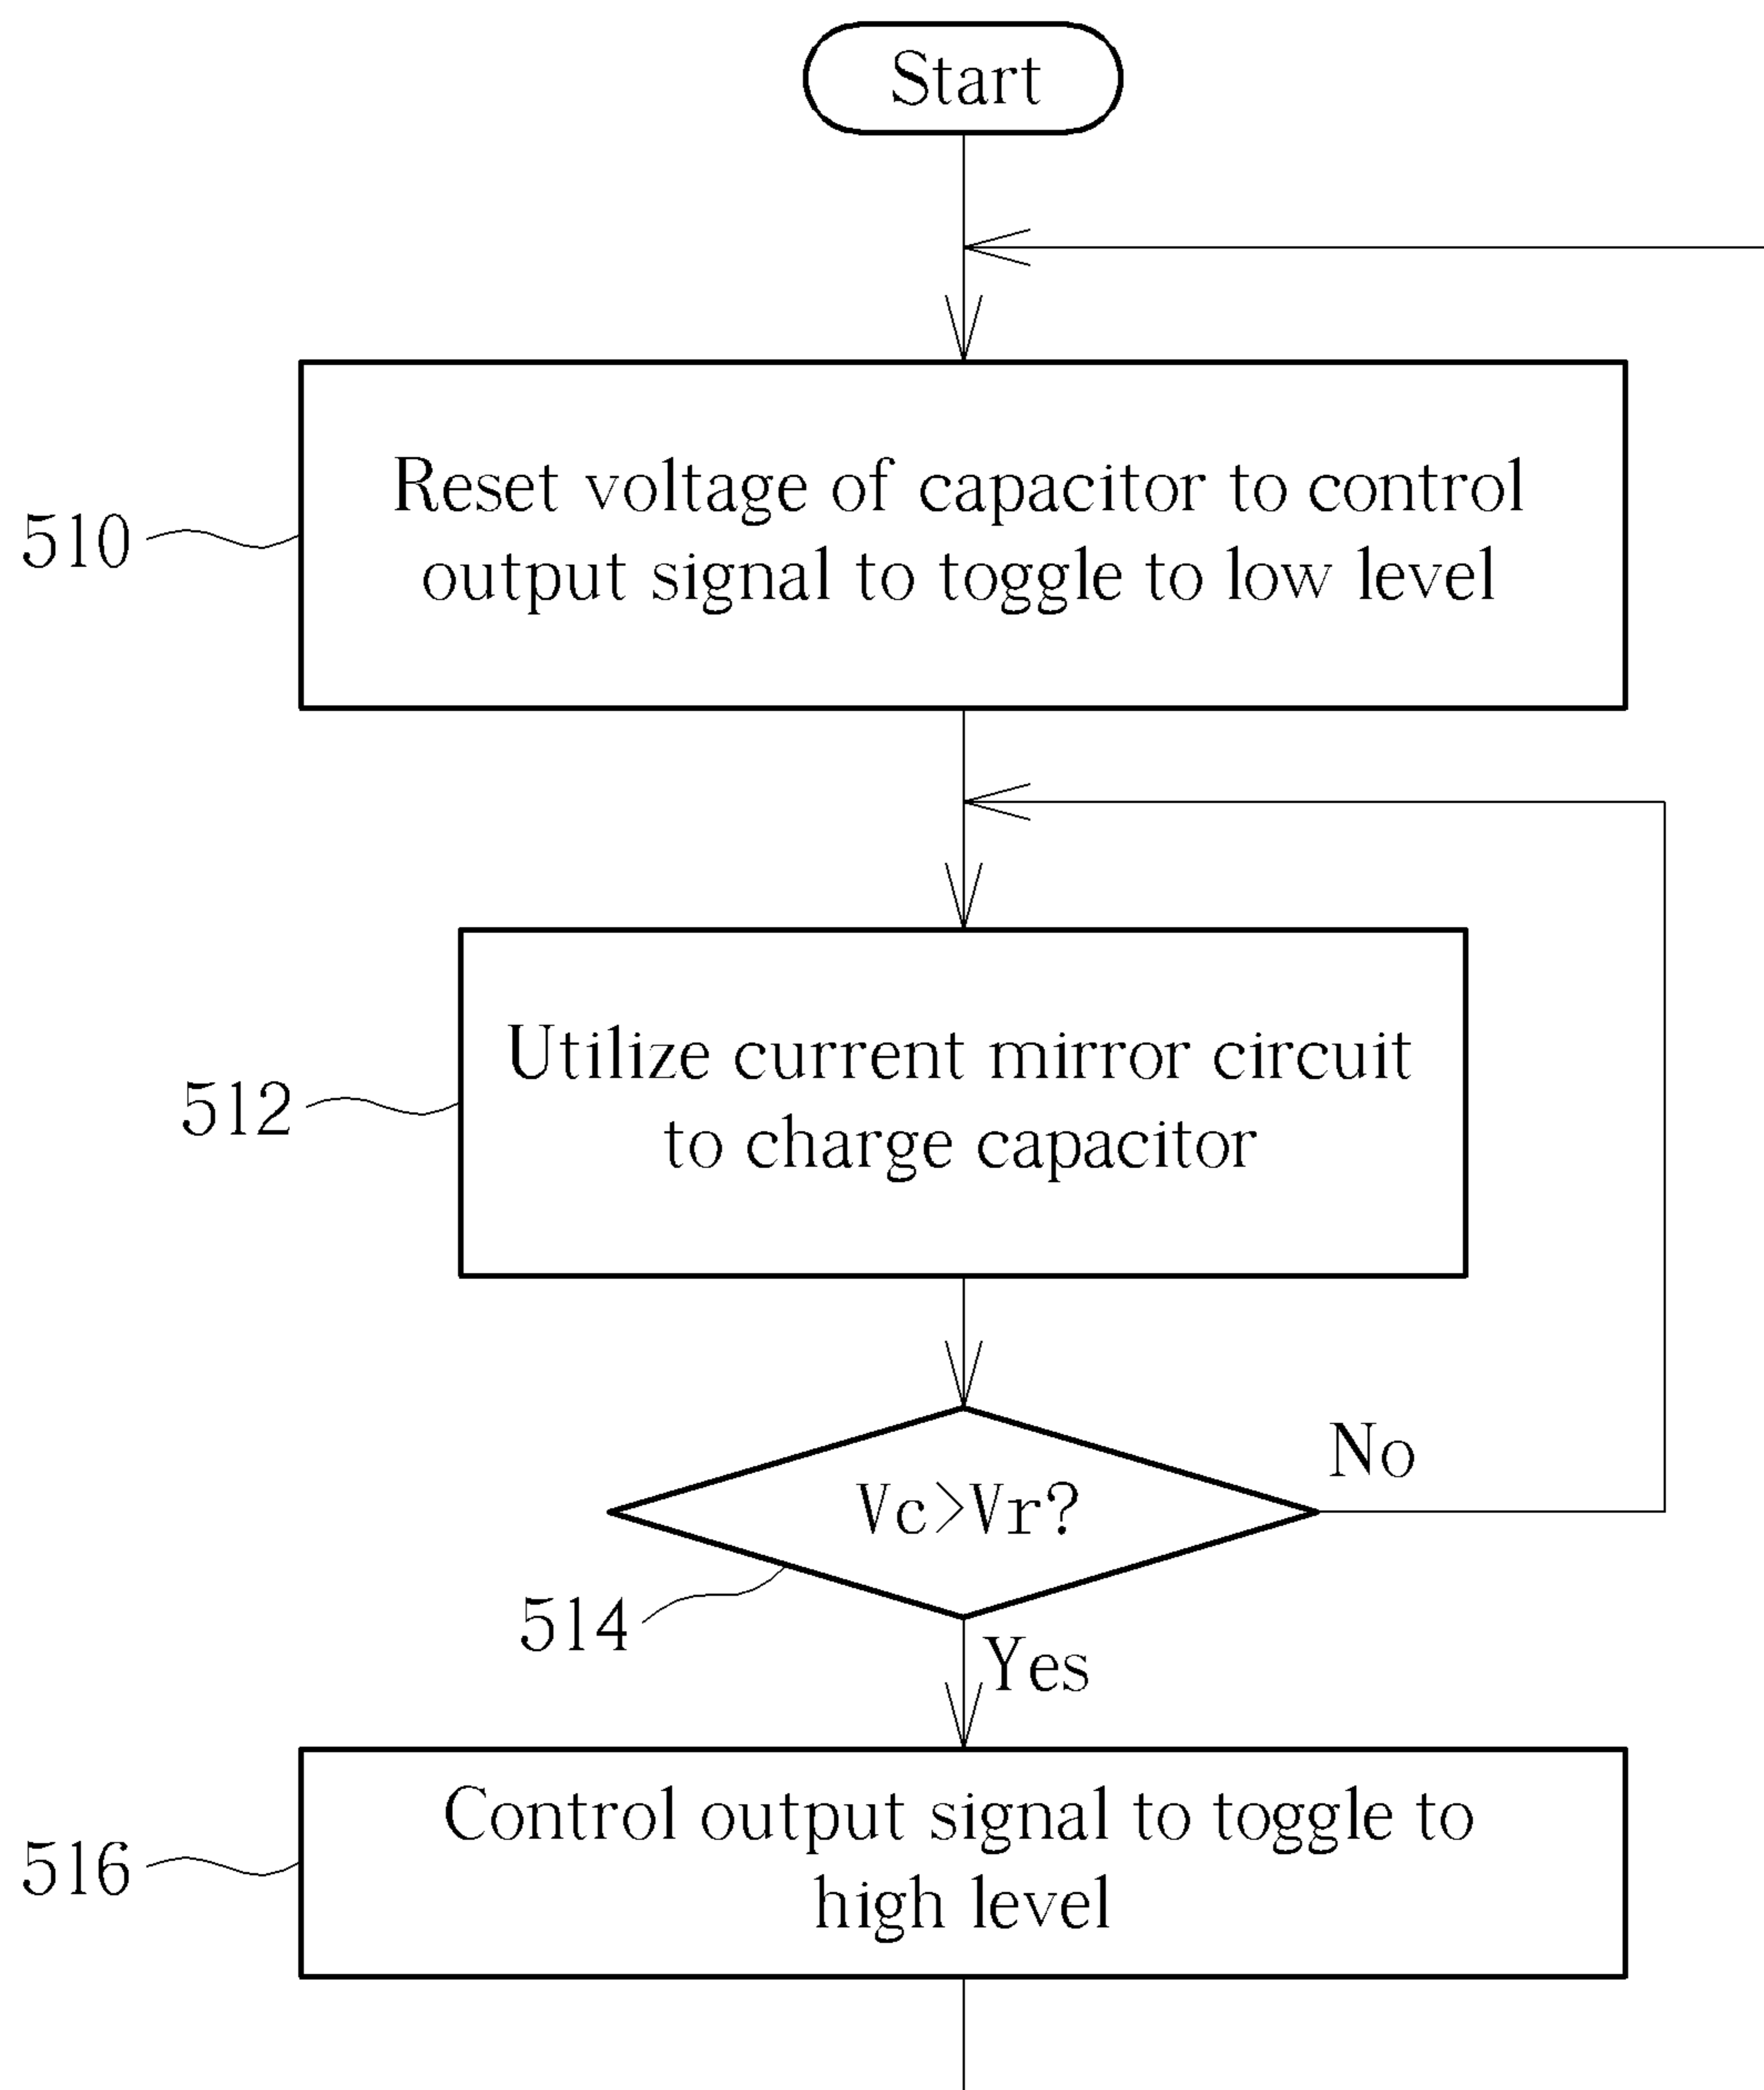 Start
Reset voltage of capacitor to control
output signal to toggle to low level
510
Utilize current mirror circuit
to charge capacitor
512
Vc>Vr?
No
514
Yes
Control output signal to toggle to
high level
516